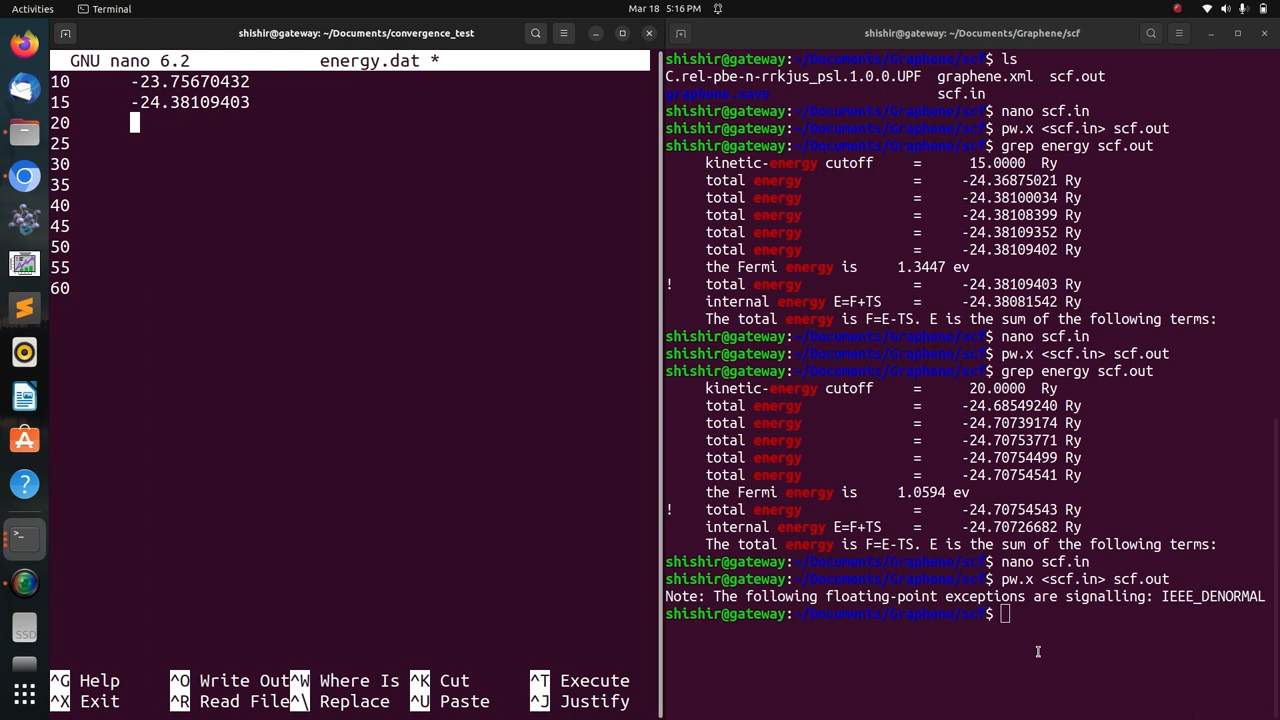 Activities Terminal Mar 18 5:16 PM
shishir@gateway: ~/Documents/convergence_test
GNU nano 6.2 energy.dat *
10 -23.75670432
15 -24.38109403
20
25
30
35
40
45
50
55
60
^G Help ^O Write Out ^W Where Is ^K Cut ^T Execute
^X Exit ^R Read File ^\ Replace ^U Paste ^J Justify
shishir@gateway: ~/Documents/Graphene/scf
shishir@gateway:~/Documents/Graphene/scf$ ls
C.rel-pbe-n-rrkjus_psl.1.0.0.UPF graphene.xml scf.out
graphene.save scf.in
shishir@gateway:~/Documents/Graphene/scf$ nano scf.in
shishir@gateway:~/Documents/Graphene/scf$ pw.x <scf.in> scf.out
shishir@gateway:~/Documents/Graphene/scf$ grep energy scf.out
kinetic-energy cutoff = 15.0000 Ry
total energy = -24.36875021 Ry
total energy = -24.38100034 Ry
total energy = -24.38108399 Ry
total energy = -24.38109352 Ry
total energy = -24.38109402 Ry
the Fermi energy is 1.3447 ev
! total energy = -24.38109403 Ry
internal energy E=F+TS = -24.38081542 Ry
The total energy is F=E-TS. E is the sum of the following terms:
shishir@gateway:~/Documents/Graphene/scf$ nano scf.in
shishir@gateway:~/Documents/Graphene/scf$ pw.x <scf.in> scf.out
shishir@gateway:~/Documents/Graphene/scf$ grep energy scf.out
kinetic-energy cutoff = 20.0000 Ry
total energy = -24.68549240 Ry
total energy = -24.70739174 Ry
total energy = -24.70753771 Ry
total energy = -24.70754499 Ry
total energy = -24.70754541 Ry
the Fermi energy is 1.0594 ev
! total energy = -24.70754543 Ry
internal energy E=F+TS = -24.70726682 Ry
The total energy is F=E-TS. E is the sum of the following terms:
shishir@gateway:~/Documents/Graphene/scf$ nano scf.in
shishir@gateway:~/Documents/Graphene/scf$ pw.x <scf.in> scf.out
Note: The following floating-point exceptions are signalling: IEEE_DENORMAL
shishir@gateway:~/Documents/Graphene/scf$
SSD